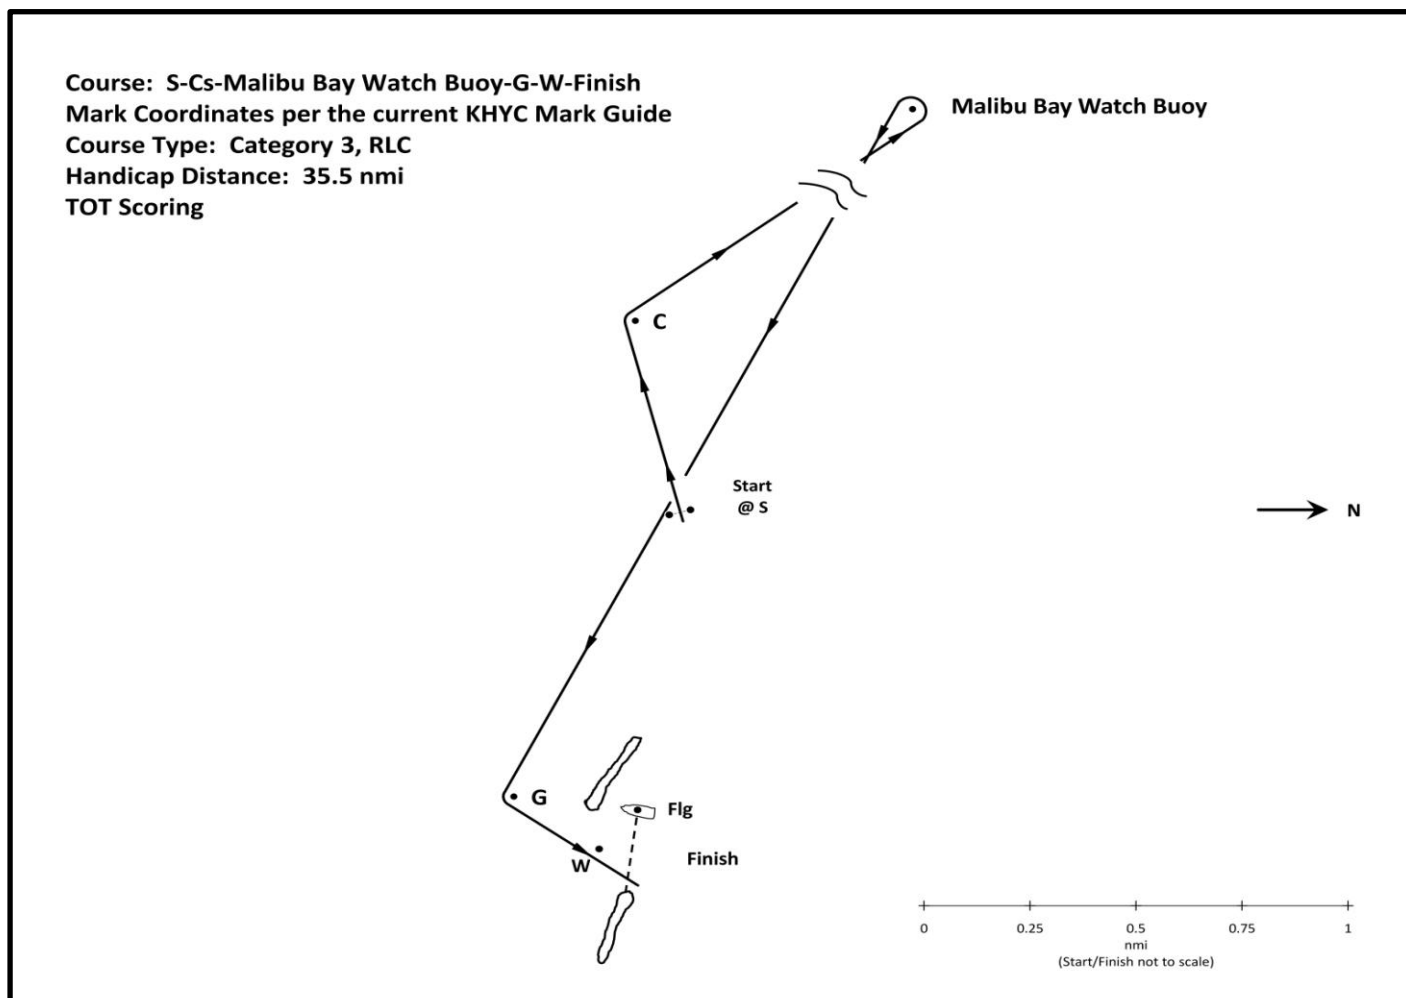 Course: S-Cs-Malibu Bay Watch Buoy-G-W-Finish
Mark Coordinates per the current KHYC Mark Guide
Course Type: Category 3, RLC
Handicap Distance: 35.5 nmi
TOT Scoring
Malibu Bay Watch Buoy
C
Start
@ S
N
G
Flg
W
Finish
0 0.25 0.5 0.75 1
nmi
(Start/Finish not to scale)